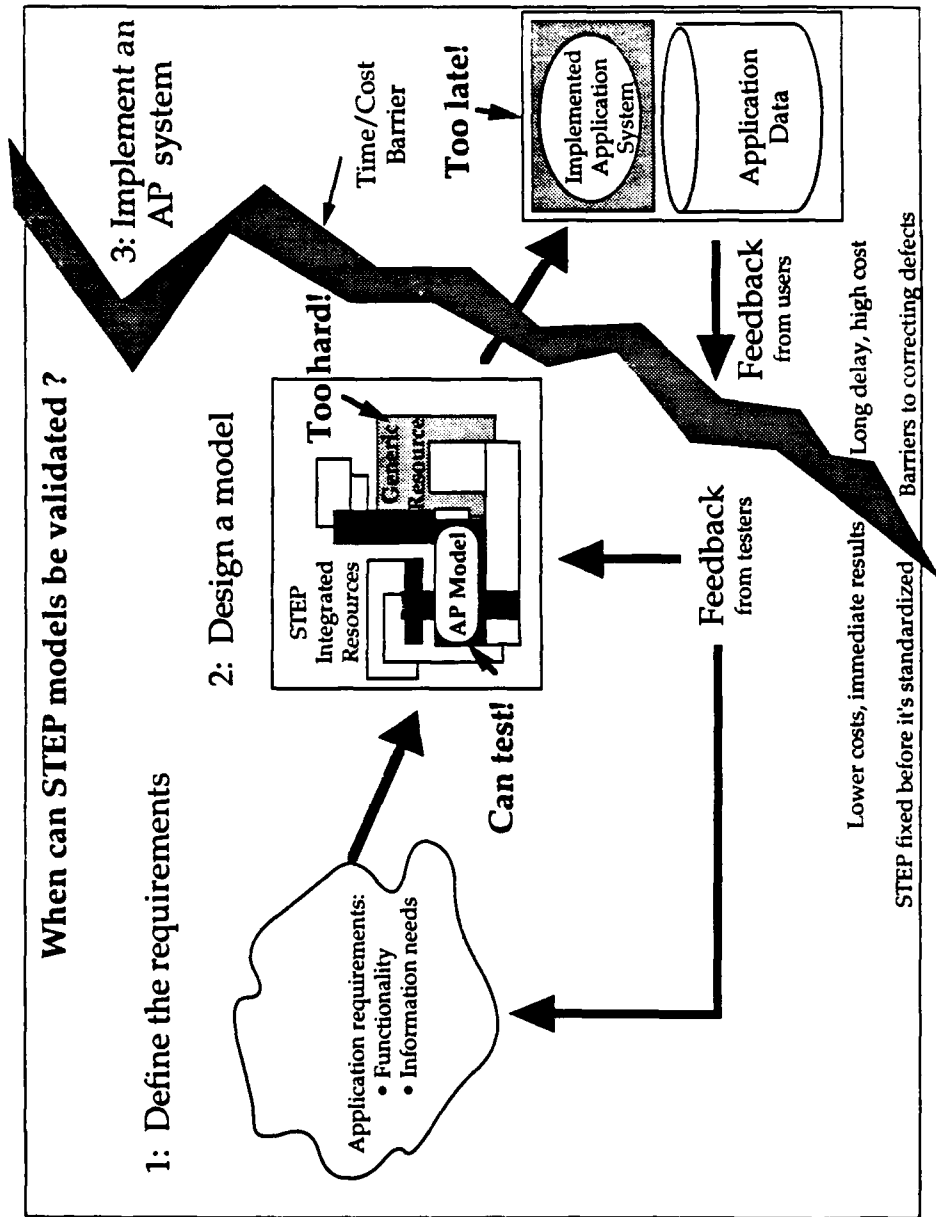 When can STEP models be validated ?
1: Define the requirements
Application requirements:
• Functionality
• Information needs
2: Design a model
STEP
Integrated
Resources
AP Model
Generic
Resource
Too hard!
Can test!
3: Implement an
AP system
Time/Cost
Barrier
Too late!
Implemented
Application
System
Application
Data
Feedback
from testers
Feedback
from users
Lower costs, immediate results
Long delay, high cost
STEP fixed before it's standardized
Barriers to correcting defects